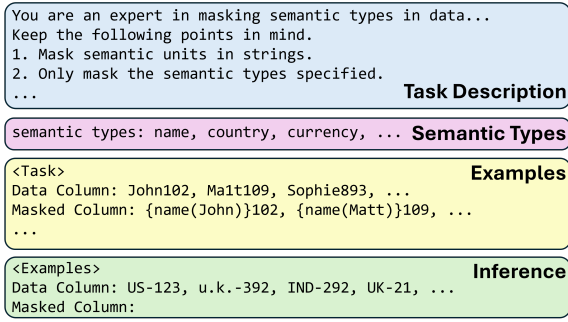 You are an expert in masking semantic types in data...
Keep the following points in mind.
1. Mask semantic units in strings.
2. Only mask the semantic types specified.
...
Task Description
semantic types: name, country, currency, ...
Semantic Types
<Task>
Examples
Data Column: John102, Ma1t109, Sophie893, ...
Masked Column: {name(John)}102, {name(Matt)}109, ...
...
<Examples>
Inference
Data Column: US-123, u.k.-392, IND-292, UK-21, ...
Masked Column: